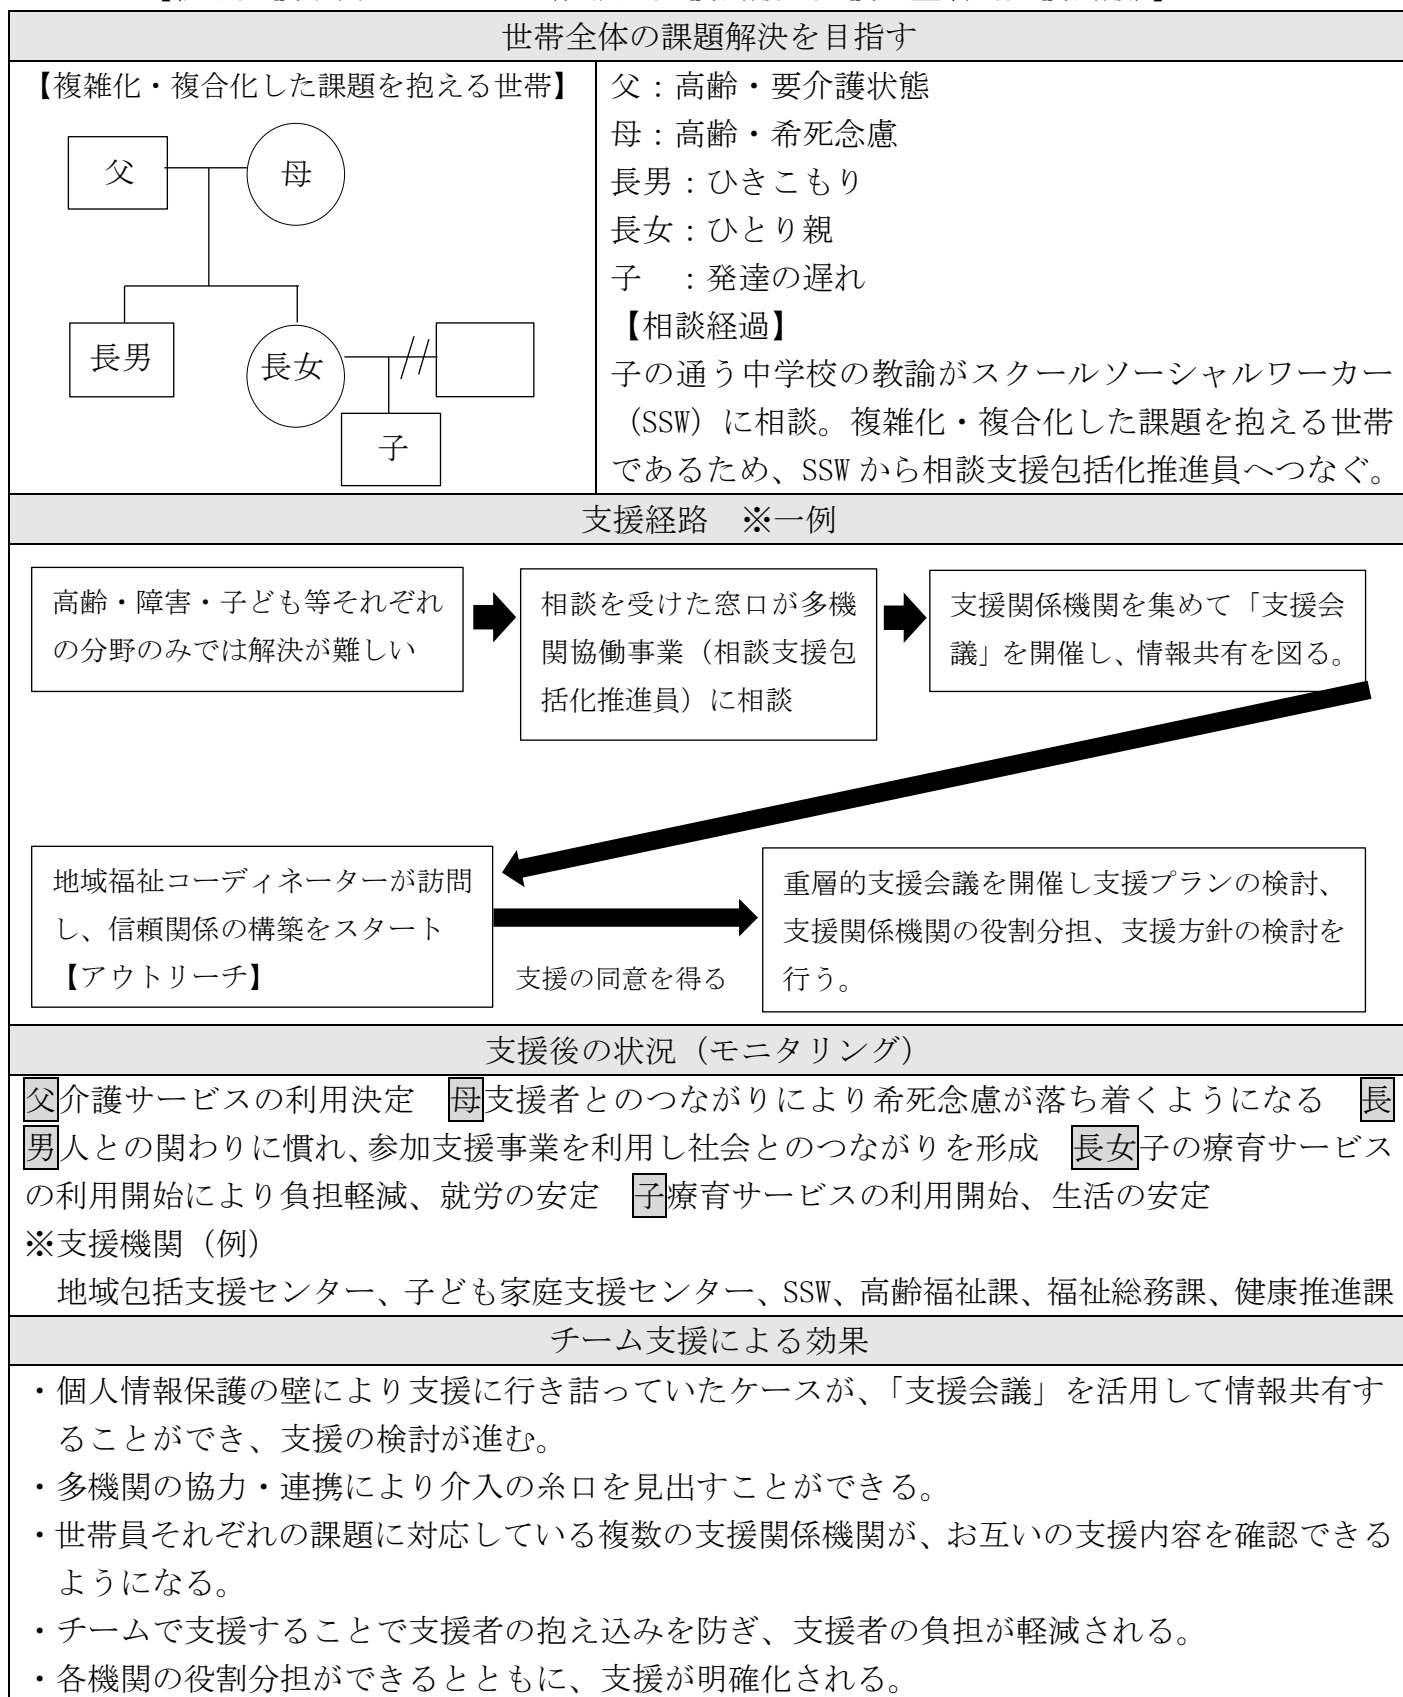 世帯全体の課題解決を目指す
【複雑化・複合化した課題を抱える世帯】
父
母
長男
長女
子
父：高齢・要介護状態
母：高齢・希死念慮
長男：ひきこもり
長女：ひとり親
子　：発達の遅れ
【相談経過】
子の通う中学校の教諭がスクールソーシャルワーカー
（SSW）に相談。複雑化・複合化した課題を抱える世帯
であるため、SSWから相談支援包括化推進員へつなぐ。
支援経路　※一例
高齢・障害・子ども等それぞれ
の分野のみでは解決が難しい
相談を受けた窓口が多機
関協働事業（相談支援包
括化推進員）に相談
支援関係機関を集めて「支援会
議」を開催し、情報共有を図る。
地域福祉コーディネーターが訪問
し、信頼関係の構築をスタート
【アウトリーチ】
支援の同意を得る
重層的支援会議を開催し支援プランの検討、
支援関係機関の役割分担、支援方針の検討を
行う。
支援後の状況（モニタリング）
父介護サービスの利用決定　母支援者とのつながりにより希死念慮が落ち着くようになる　長
男人との関わりに慣れ、参加支援事業を利用し社会とのつながりを形成　長女子の療育サービス
の利用開始により負担軽減、就労の安定　子療育サービスの利用開始、生活の安定
※支援機関（例）
地域包括支援センター、子ども家庭支援センター、SSW、高齢福祉課、福祉総務課、健康推進課
チーム支援による効果
・個人情報保護の壁により支援に行き詰っていたケースが、「支援会議」を活用して情報共有す
ることができ、支援の検討が進む。
・多機関の協力・連携により介入の糸口を見出すことができる。
・世帯員それぞれの課題に対応している複数の支援関係機関が、お互いの支援内容を確認できる
ようになる。
・チームで支援することで支援者の抱え込みを防ぎ、支援者の負担が軽減される。
・各機関の役割分担ができるとともに、支援が明確化される。